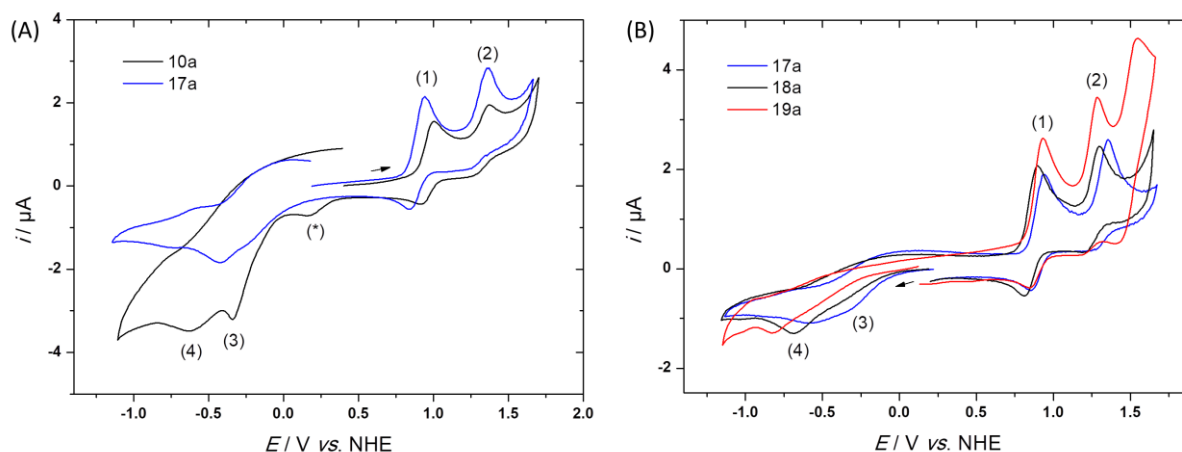 (A)
4
2
0
-2
-4
i / µA
10a
17a
(1)
(2)
(*)
(3)
(4)
-1.0 -0.5 0.0 0.5 1.0 1.5 2.0
E / V vs. NHE
(B)
4
2
0
-2
i / µA
17a
18a
19a
(1)
(2)
(3)
(4)
-1.0 -0.5 0.0 0.5 1.0 1.5
E / V vs. NHE